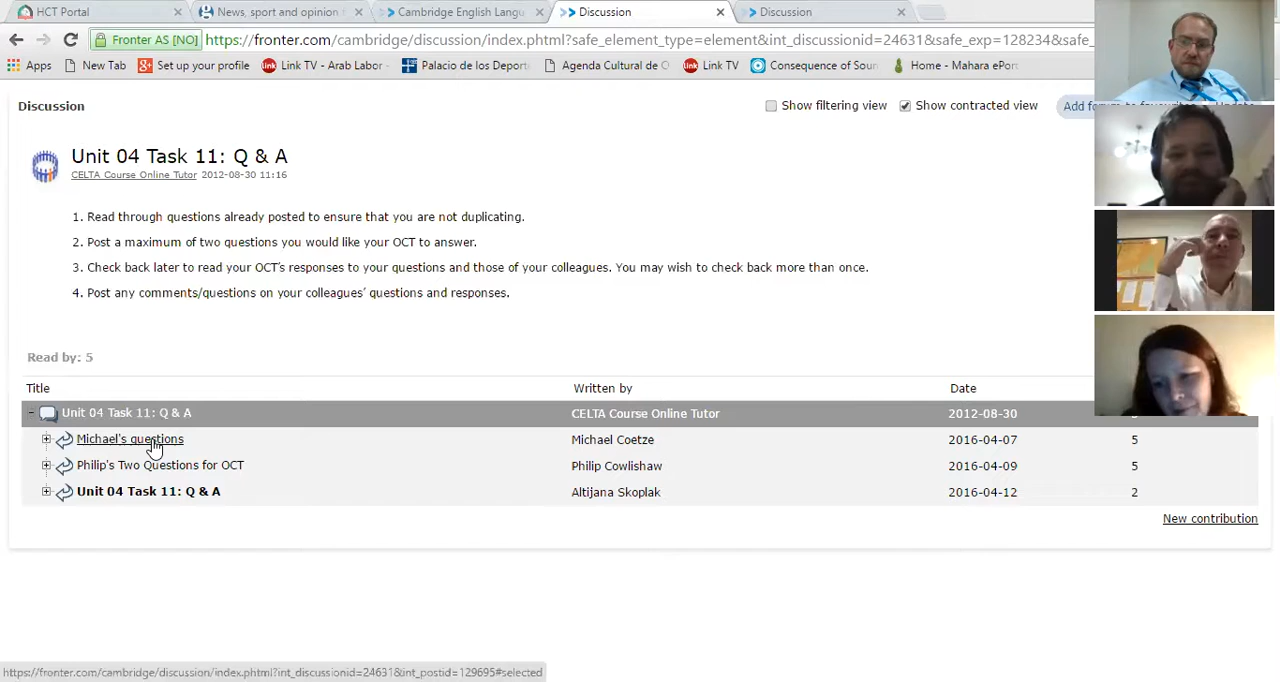 HCT Portal
News, sport and opinion
Cambridge English Langu
Discussion
Discussion
Fronter AS [NO]
https://fronter.com/cambridge/discussion/index.phtml?safe_element_type=element&int_discussionid=24631&safe_exp=128234&safe_
Apps
New Tab
Set up your profile
Link TV - Arab Labor
Palacio de los Deport
Agenda Cultural de
Link TV
Consequence of Soun
Home - Mahara ePort
Discussion
Show filtering view
Show contracted view
Add forum to favourites
Update
Unit 04 Task 11: Q & A
CELTA Course Online Tutor 2012-08-30 11:16
1. Read through questions already posted to ensure that you are not duplicating.
2. Post a maximum of two questions you would like your OCT to answer.
3. Check back later to read your OCT's responses to your questions and those of your colleagues. You may wish to check back more than once.
4. Post any comments/questions on your colleagues' questions and responses.
Read by: 5
Title Written by Date
Unit 04 Task 11: Q & A CELTA Course Online Tutor 2012-08-30
Michael's questions Michael Coetze 2016-04-07 5
Philip's Two Questions for OCT Philip Cowlishaw 2016-04-09 5
Unit 04 Task 11: Q & A Altijana Skoplak 2016-04-12 2
New contribution
https://fronter.com/cambridge/discussion/index.phtml?int_discussionid=24631&int_postid=129695#selected